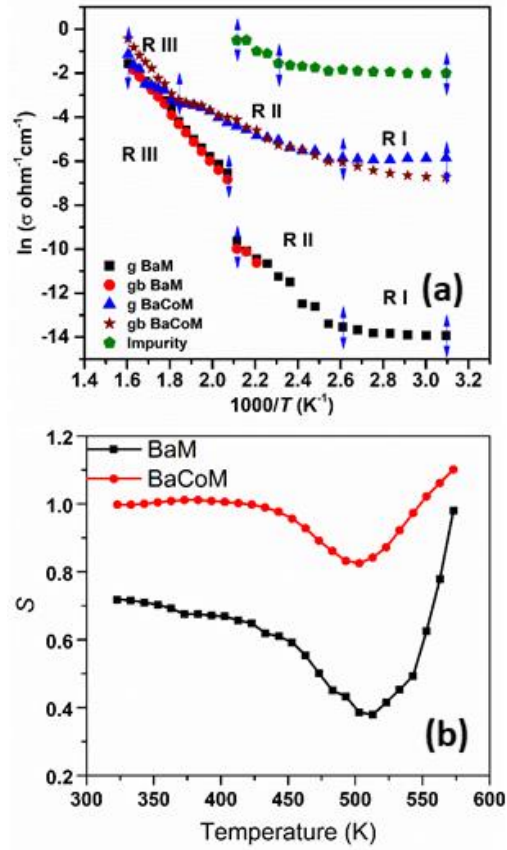 0
-2
-4
-6
-8
-10
-12
-14
ln (σ ohm⁻¹ cm⁻¹)
R III
R III
R II
R I
R II
R I
(a)
g BaM
gb BaM
g BaCoM
gb BaCoM
Impurity
1.4 1.6 1.8 2.0 2.2 2.4 2.6 2.8 3.0 3.2
1000/T (K⁻¹)
1.2
1.0
0.8
0.6
0.4
0.2
S
BaM
BaCoM
(b)
300 350 400 450 500 550 600
Temperature (K)